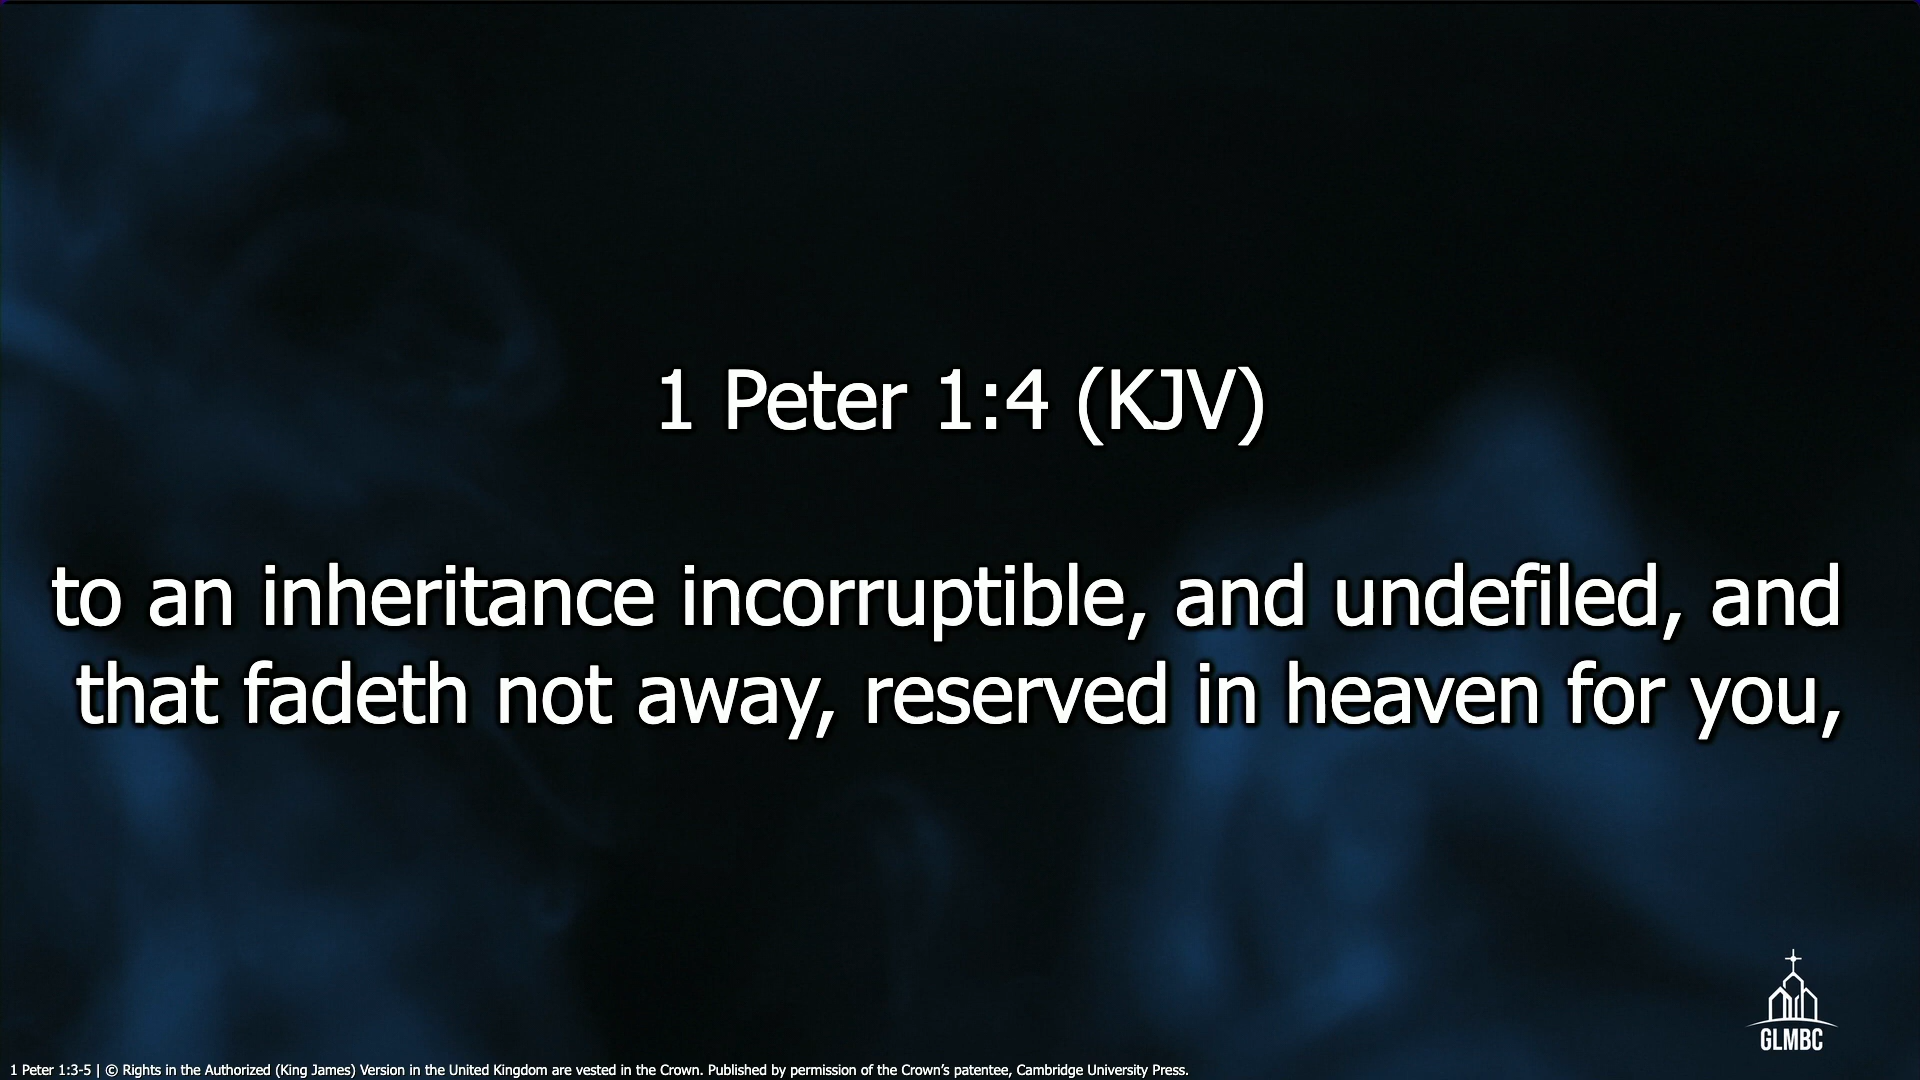 1 Peter 1:4 (KJV)
to an inheritance incorruptible, and undefiled, and
that fadeth not away, reserved in heaven for you,
GLMBC
1 Peter 1:3-5 | © Rights in the Authorized (King James) Version in the United Kingdom are vested in the Crown. Published by permission of the Crown’s patentee, Cambridge University Press.